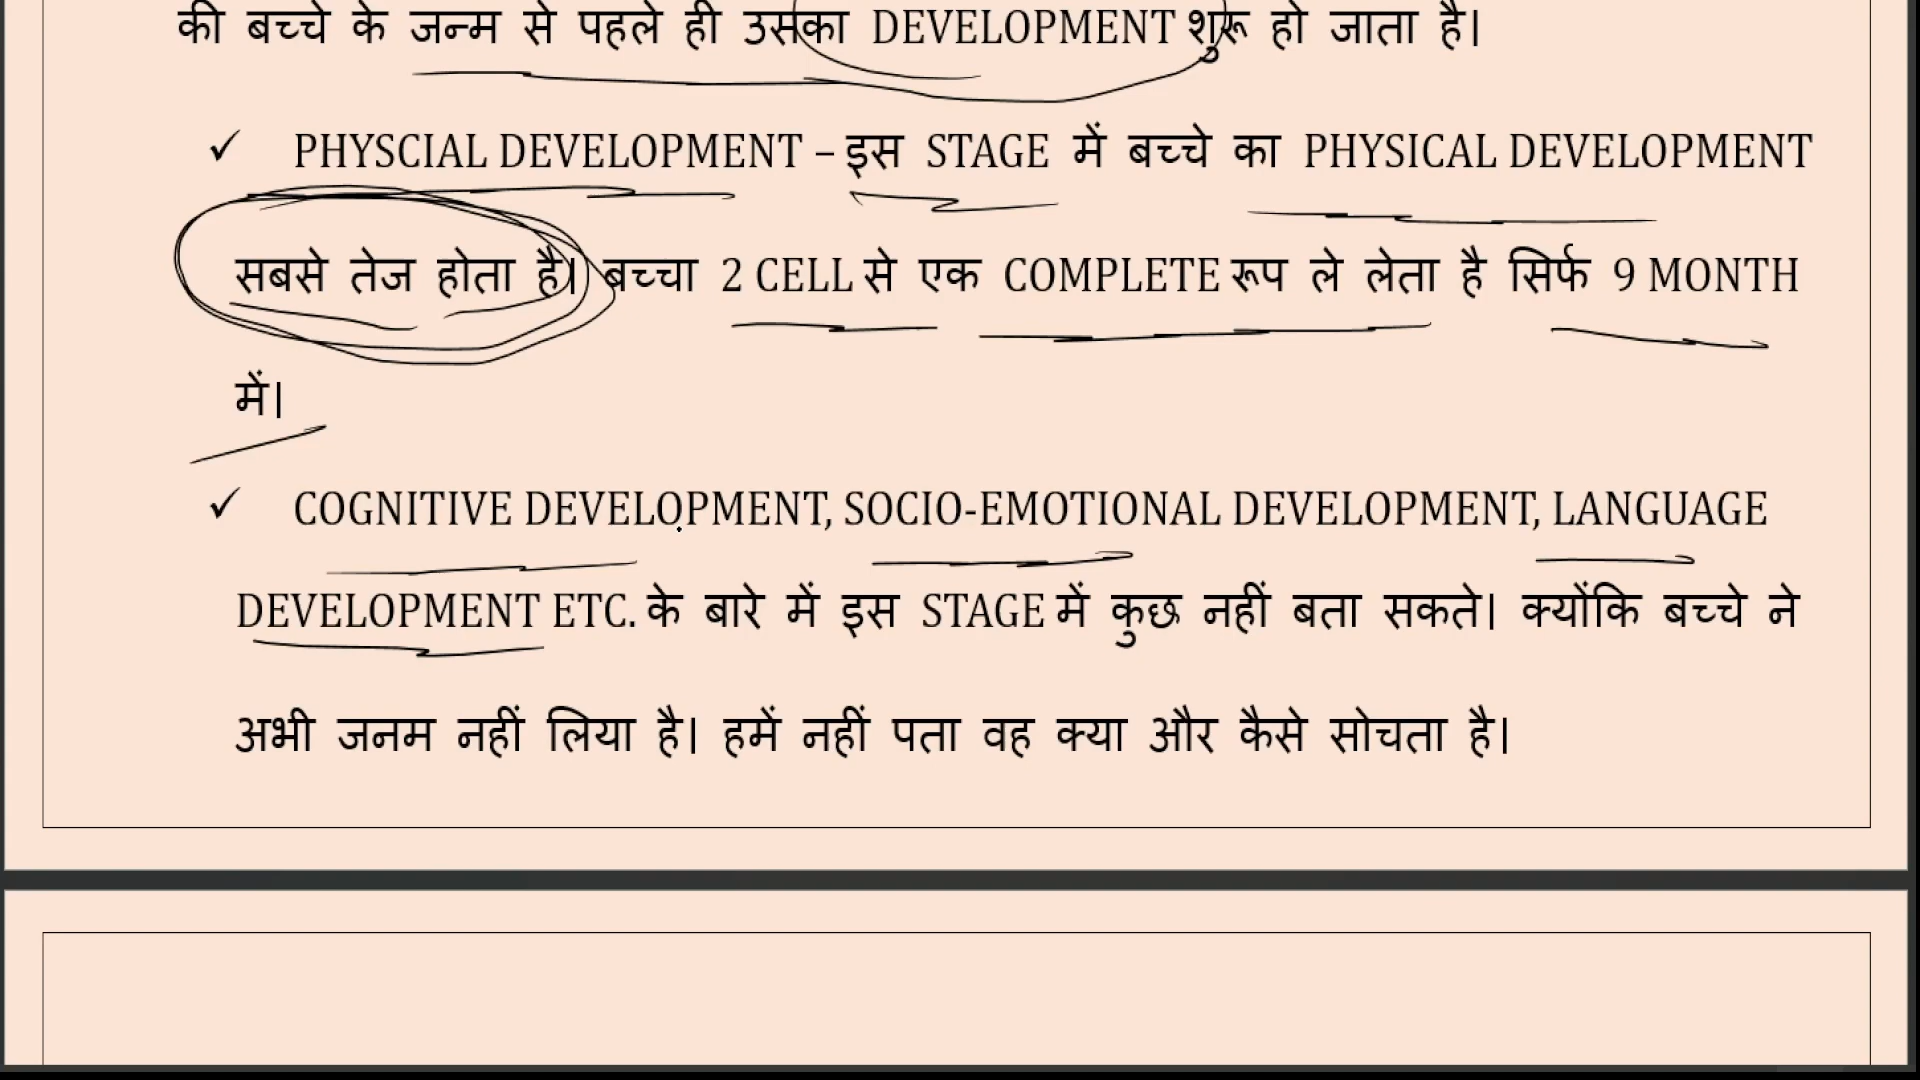 की बच्चे के जन्म से पहले ही उसका DEVELOPMENT शुरू हो जाता है।
✓ PHYSCIAL DEVELOPMENT – इस STAGE में बच्चे का PHYSICAL DEVELOPMENT
सबसे तेज होता है। बच्चा 2 CELL से एक COMPLETE रूप ले लेता है सिर्फ 9 MONTH
में।
✓ COGNITIVE DEVELOPMENT, SOCIO-EMOTIONAL DEVELOPMENT, LANGUAGE
DEVELOPMENT ETC. के बारे में इस STAGE में कुछ नहीं बता सकते। क्योंकि बच्चे ने
अभी जनम नहीं लिया है। हमें नहीं पता वह क्या और कैसे सोचता है।